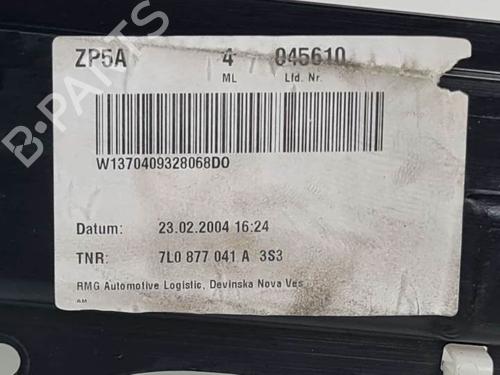 ZP5A 4 045610
ML Lfd. Nr.
W1370409328068DO
Datum: 23.02.2004 16:24
TNR: 7L0 877 041 A 3S3
RMG Automotive Logistic, Devinska Nova Ves
B-PARTS